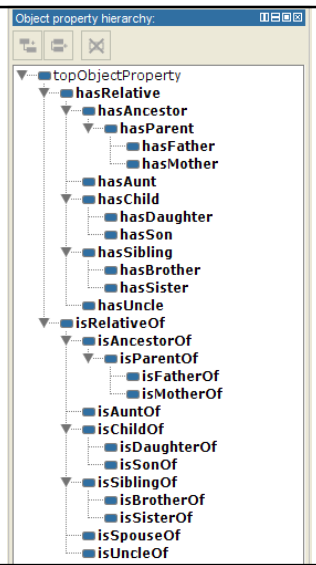 Object property hierarchy:
topObjectProperty
hasRelative
hasAncestor
hasParent
hasFather
hasMother
hasAunt
hasChild
hasDaughter
hasSon
hasSibling
hasBrother
hasSister
hasUncle
isRelativeOf
isAncestorOf
isParentOf
isFatherOf
isMotherOf
isAuntOf
isChildOf
isDaughterOf
isSonOf
isSiblingOf
isBrotherOf
isSisterOf
isSpouseOf
isUncleOf